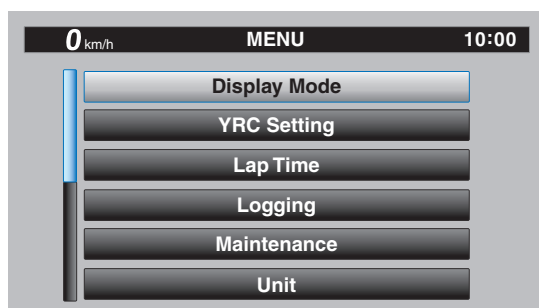 0 km/h MENU 10:00
Display Mode
YRC Setting
Lap Time
Logging
Maintenance
Unit